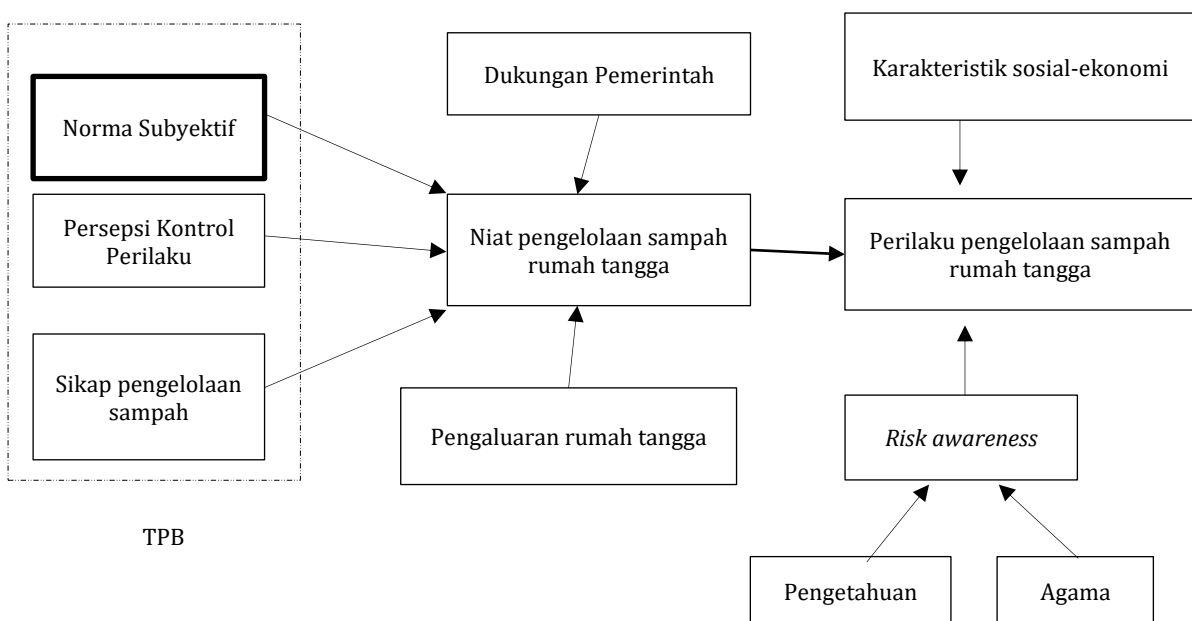 Norma Subyektif
Persepsi Kontrol
Perilaku
Sikap pengelolaan
sampah
TPB
Dukungan Pemerintah
Niat pengelolaan sampah
rumah tangga
Pengaluaran rumah tangga
Karakteristik sosial-ekonomi
Perilaku pengelolaan sampah
rumah tangga
Risk awareness
Pengetahuan
Agama